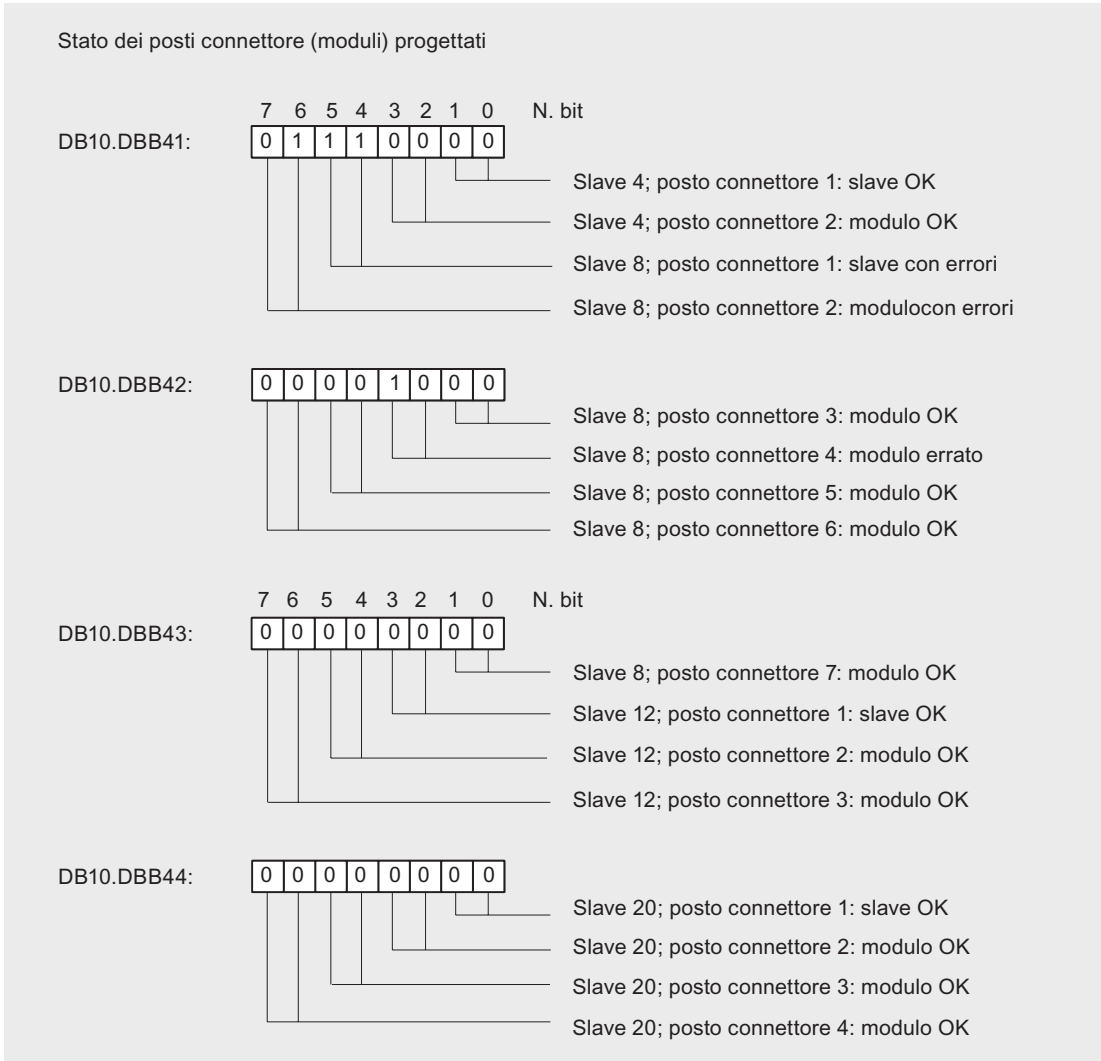 Stato dei posti connettore (moduli) progettati
7 6 5 4 3 2 1 0 N. bit
DB10.DBB41: 0 1 1 1 0 0 0 0
Slave 4; posto connettore 1: slave OK
Slave 4; posto connettore 2: modulo OK
Slave 8; posto connettore 1: slave con errori
Slave 8; posto connettore 2: modulocon errori
DB10.DBB42: 0 0 0 0 1 0 0 0
Slave 8; posto connettore 3: modulo OK
Slave 8; posto connettore 4: modulo errato
Slave 8; posto connettore 5: modulo OK
Slave 8; posto connettore 6: modulo OK
7 6 5 4 3 2 1 0 N. bit
DB10.DBB43: 0 0 0 0 0 0 0 0
Slave 8; posto connettore 7: modulo OK
Slave 12; posto connettore 1: slave OK
Slave 12; posto connettore 2: modulo OK
Slave 12; posto connettore 3: modulo OK
DB10.DBB44: 0 0 0 0 0 0 0 0
Slave 20; posto connettore 1: slave OK
Slave 20; posto connettore 2: modulo OK
Slave 20; posto connettore 3: modulo OK
Slave 20; posto connettore 4: modulo OK